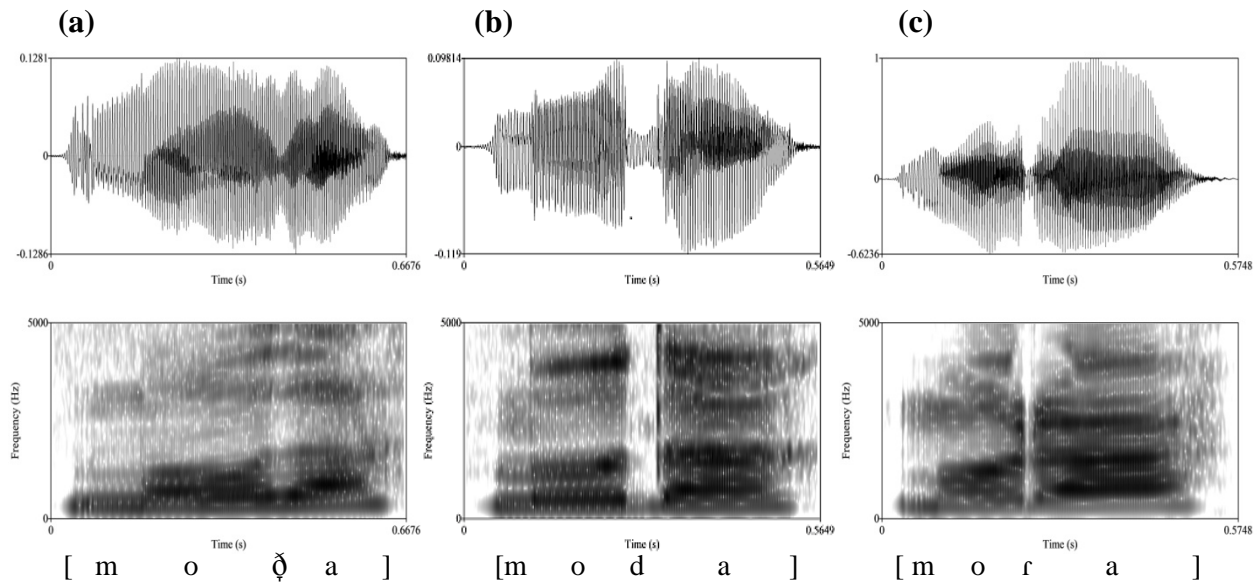 (a) (b) (c)
0.1281 0.09814 1
0 0 0
-0.1286 -0.119 -0.6236
0 0.6676 0 0.5649 0 0.5748
Time (s) Time (s) Time (s)
5000 5000 5000
Frequency (Hz) Frequency (Hz) Frequency (Hz)
0 0 0
0 0.6676 0 0.5649 0 0.5748
Time (s) Time (s) Time (s)
[ m o ð̞ a ] [m o d a ] [ m o ɾ a ]